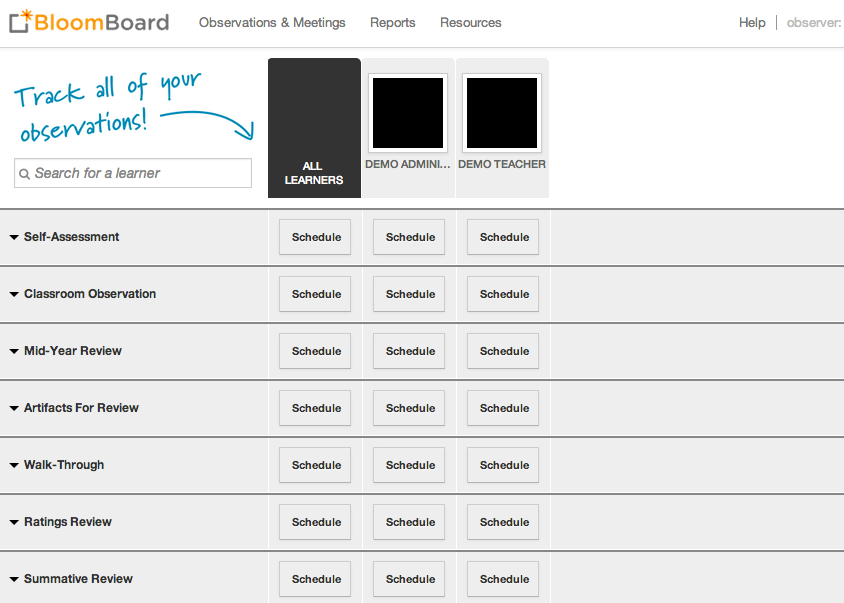 BloomBoard
Observations & Meetings Reports Resources
Help observer:
Track all of your
observations!
Search for a learner
ALL
LEARNERS
DEMO ADMINI...
DEMO TEACHER
Self-Assessment Schedule Schedule Schedule
Classroom Observation Schedule Schedule Schedule
Mid-Year Review Schedule Schedule Schedule
Artifacts For Review Schedule Schedule Schedule
Walk-Through Schedule Schedule Schedule
Ratings Review Schedule Schedule Schedule
Summative Review Schedule Schedule Schedule